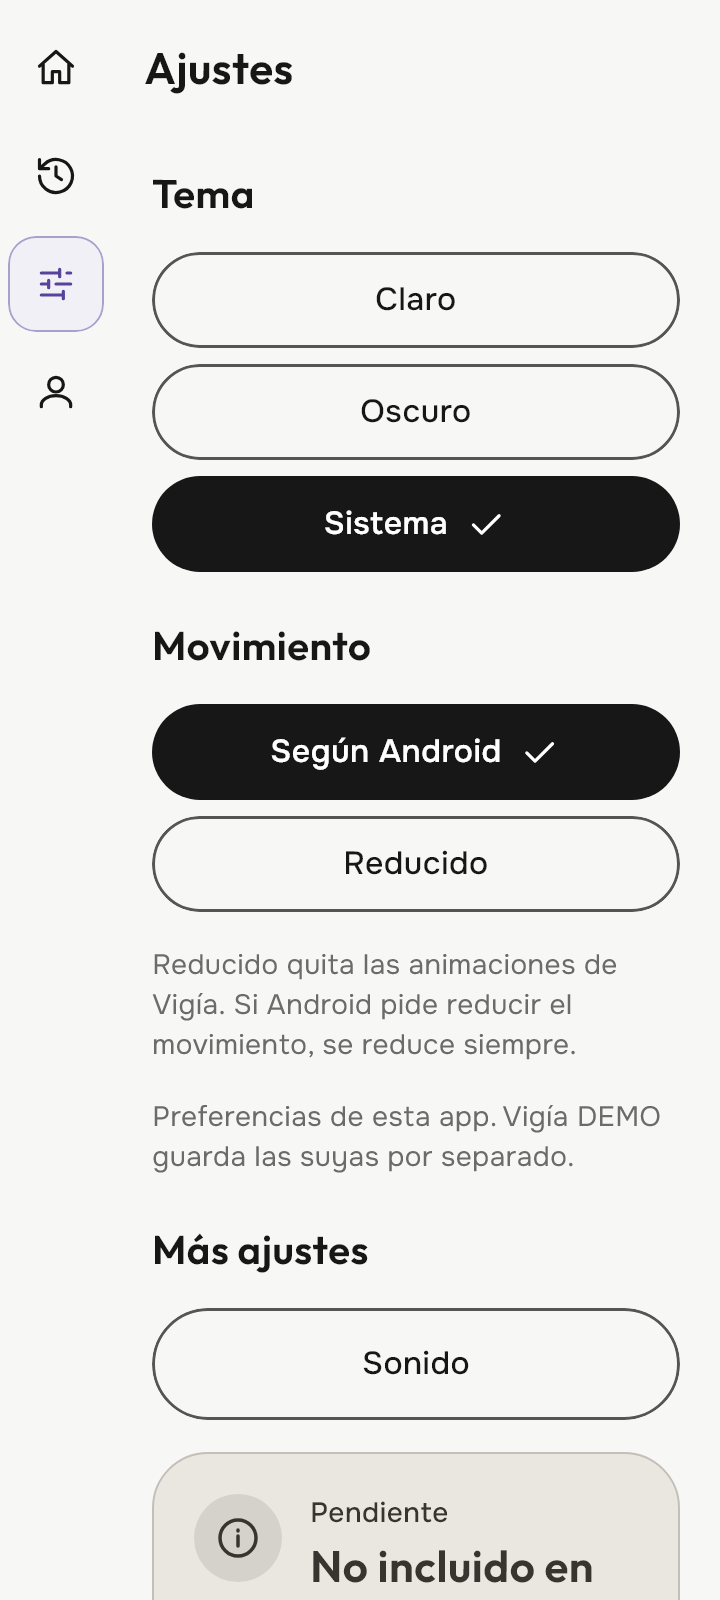 Ajustes
Tema
Claro
Oscuro
Sistema
Movimiento
Según Android
Reducido
Reducido quita las animaciones de
Vigía. Si Android pide reducir el
movimiento, se reduce siempre.
Preferencias de esta app. Vigía DEMO
guarda las suyas por separado.
Más ajustes
Sonido
Pendiente
No incluido en